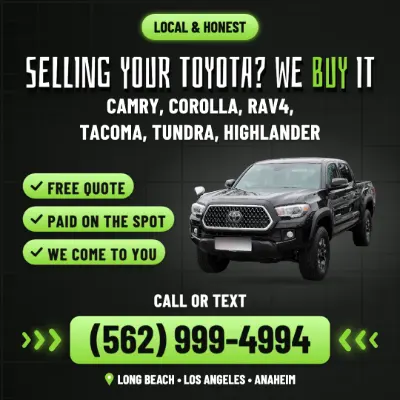 LOCAL & HONEST
SELLING YOUR TOYOTA? WE BUY IT
CAMRY, COROLLA, RAV4,
TACOMA, TUNDRA, HIGHLANDER
FREE QUOTE
PAID ON THE SPOT
WE COME TO YOU
CALL OR TEXT
(562) 999-4994
LONG BEACH • LOS ANGELES • ANAHEIM